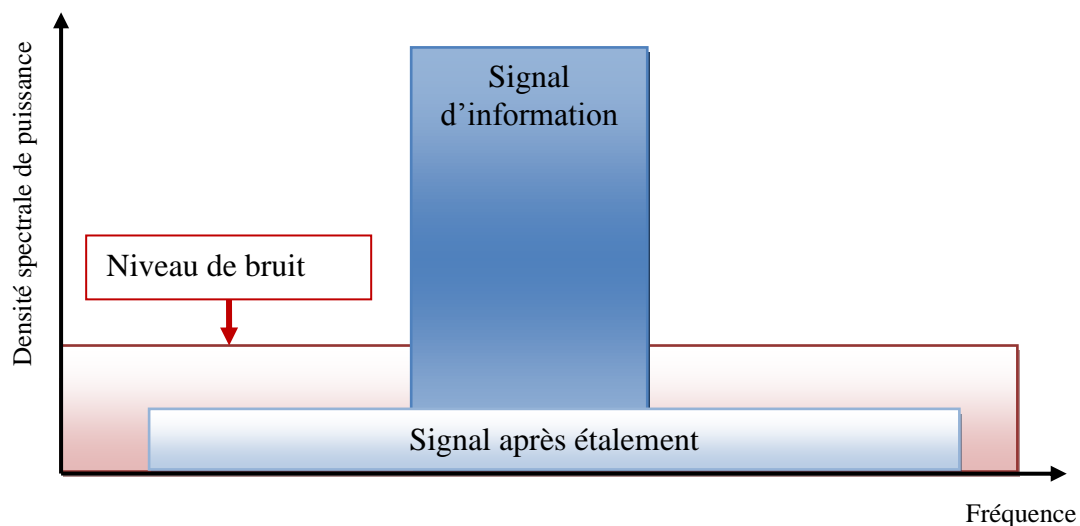 Densité spectrale de puissance
Signal
d’information
Niveau de bruit
Signal après étalement
Fréquence